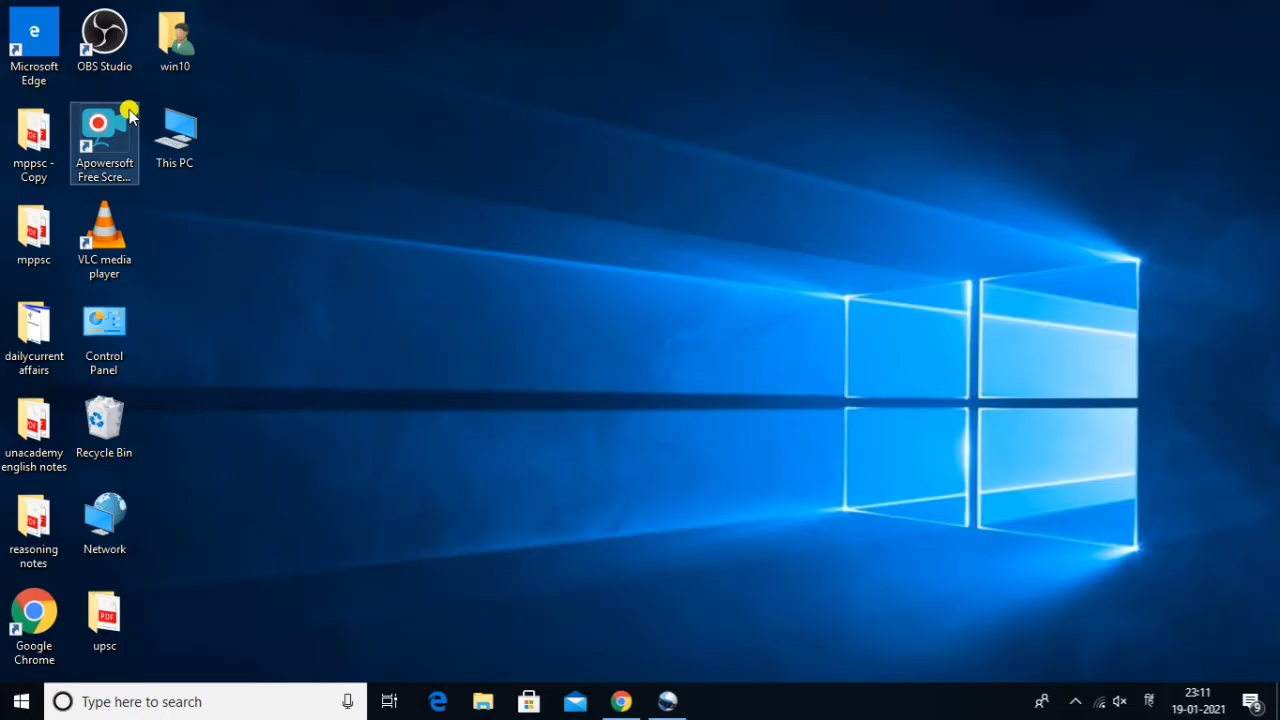 Microsoft
Edge
OBS Studio
win10
mppsc -
Copy
Apowersoft
Free Scre...
This PC
mppsc
VLC media
player
dailycurrent
affairs
Control
Panel
unacademy
english notes
Recycle Bin
reasoning
notes
Network
Google
Chrome
upsc
Type here to search
हिं
23:11
19-01-2021
9